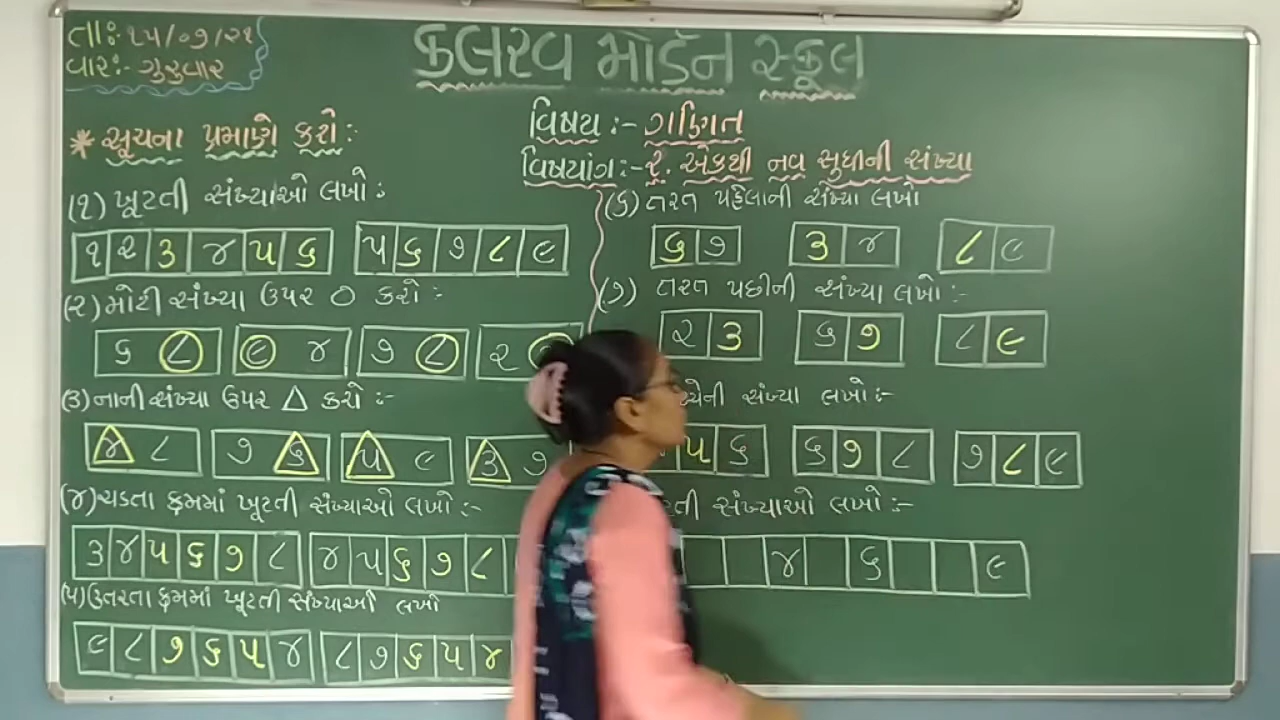 તા:- ૧૫/૦૭/૨૧
વાર:- ગુરુવાર
કલરવ મોડૅન સ્કૂલ
વિષય :- ગણિત
વિષયાંગ:- ૨. એકથી નવ સુધીની સંખ્યા
* સૂચના પ્રમાણે કરો:
(૧) ખૂટતી સંખ્યાઓ લખો:
૧ ૨ ૩ ૪ ૫ ૬ ૫ ૬ ૭ ૮ ૯
(૨) મોટી સંખ્યા ઉપર ○ કરો :-
૬ ૮ ૯ ૪ ૭ ૮ ૨
(૩) નાની સંખ્યા ઉપર △ કરો :-
૪ ૮ ૭ ૬ ૫ ૯ ૩ ૭
(૪) ચડતા ક્રમમાં ખૂટતી સંખ્યાઓ લખો :-
૩ ૪ ૫ ૬ ૭ ૮ ૪ ૫ ૬ ૭ ૮
(૫) ઉતરતા ક્રમમાં ખૂટતી સંખ્યાઓ લખો
૯ ૮ ૭ ૬ ૫ ૪ ૮ ૭ ૬ ૫ ૪
(૬) તરત પહેલાની સંખ્યા લખો
૬ ૭ ૩ ૪ ૮ ૯
(૭) તરત પછીની સંખ્યા લખો :-
૨ ૩ ૬ ૭ ૮ ૯
સંખ્યા લખો :-
૫ ૬ ૬ ૭ ૮ ૭ ૮ ૯
સંખ્યાઓ લખો :-
૪ ૬ ૯